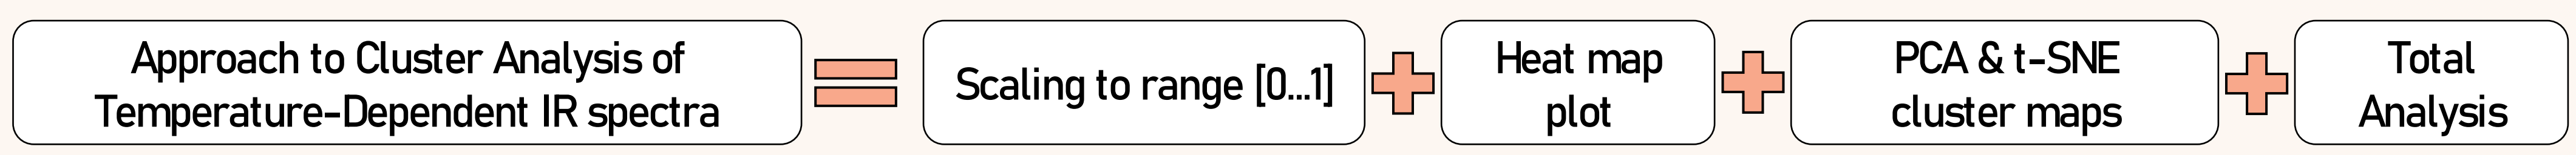 Approach to Cluster Analysis of
Temperature-Dependent IR spectra
Scaling to range [0...1]
Heat map
plot
PCA & t-SNE
cluster maps
Total
Analysis